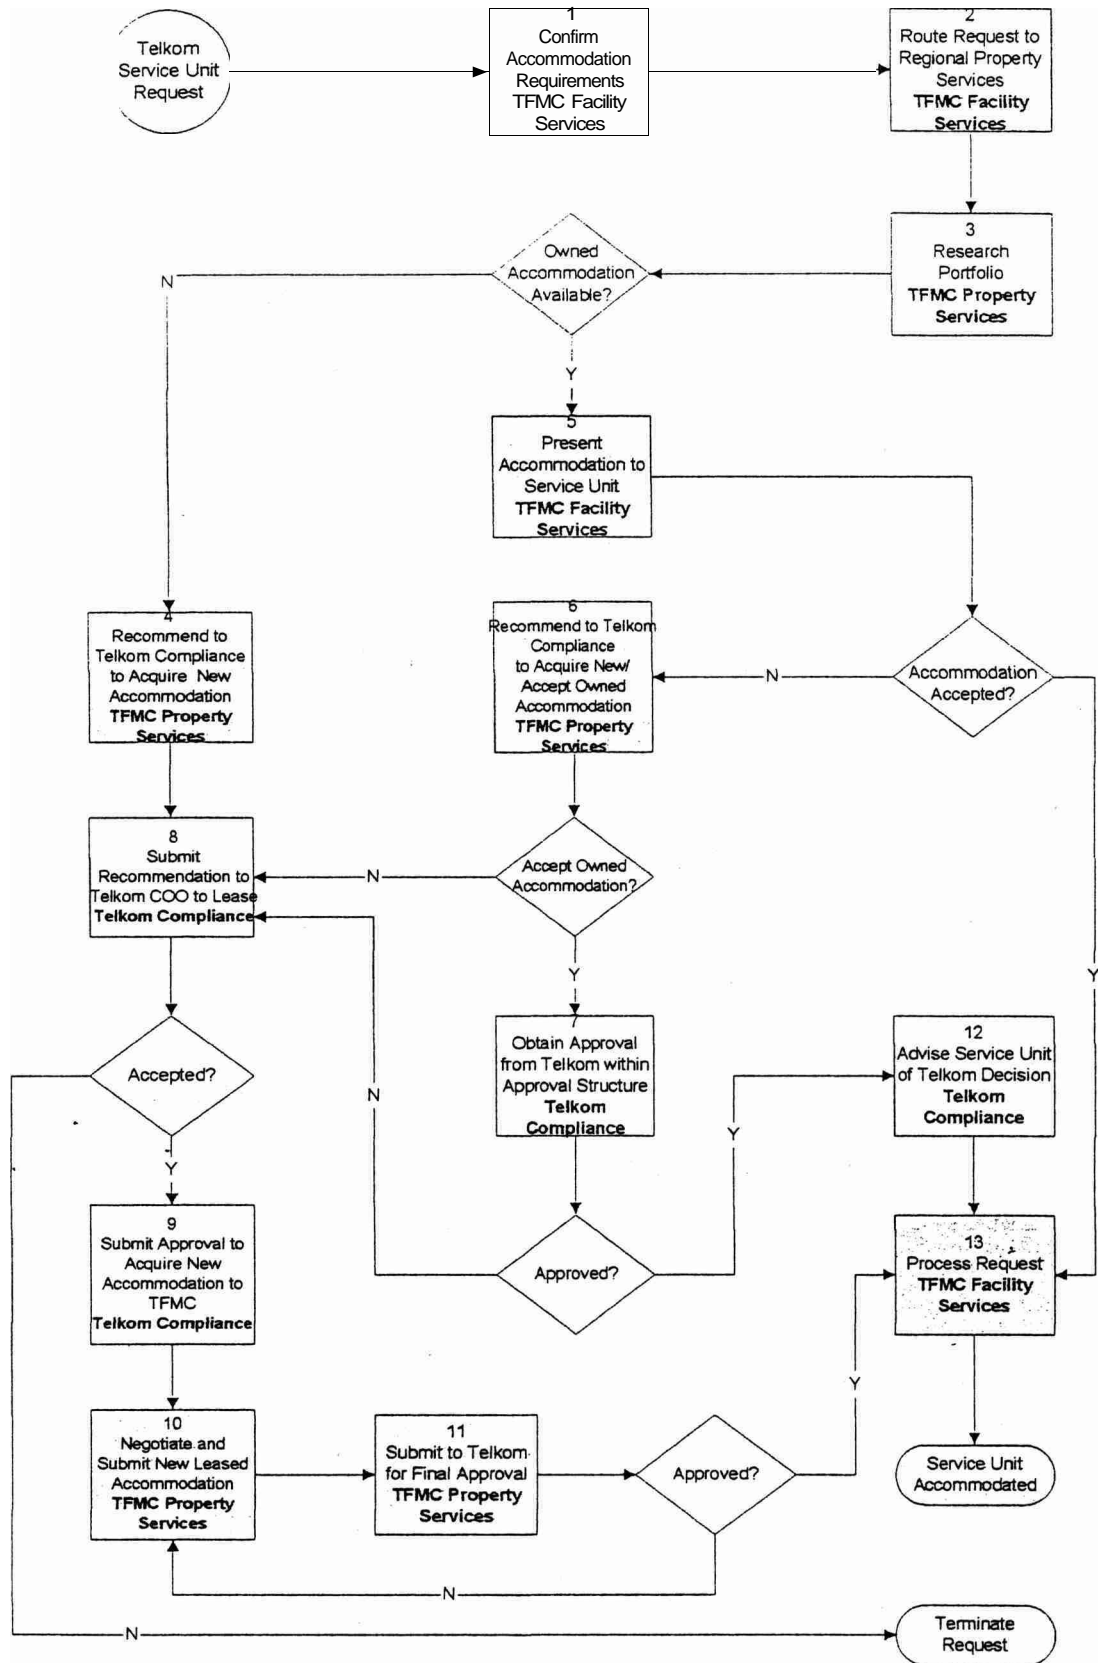 Telkom
Service Unit
Request
1
Confirm
Accommodation
Requirements
TFMC Facility
Services
2
Route Request to
Regional Property
Services
TFMC Facility
Services
3
Research
Portfolio
TFMC Property
Services
Owned
Accommodation
Available?
N
Y
5
Present
Accommodation to
Service Unit
TFMC Facility
Services
4
Recommend to
Telkom Compliance
to Acquire New
Accommodation
TFMC Property
Services
6
Recommend to Telkom
Compliance
to Acquire New/
Accept Owned
Accommodation
TFMC Property
Services
N
Accommodation
Accepted?
Y
8
Submit
Recommendation to
Telkom COO to Lease
Telkom Compliance
N
Accept Owned
Accommodation?
Y
7
Obtain Approval
from Telkom within
Approval Structure
Telkom
Compliance
12
Advise Service Unit
of Telkom Decision
Telkom
Compliance
Accepted?
N
Y
Y
9
Submit Approval to
Acquire New
Accommodation to
TFMC
Telkom Compliance
Approved?
13
Process Request
TFMC Facility
Services
Y
10
Negotiate and
Submit New Leased
Accommodation
TFMC Property
Services
11
Submit to Telkom
for Final Approval
TFMC Property
Services
Approved?
Service Unit
Accommodated
N
N
Terminate
Request